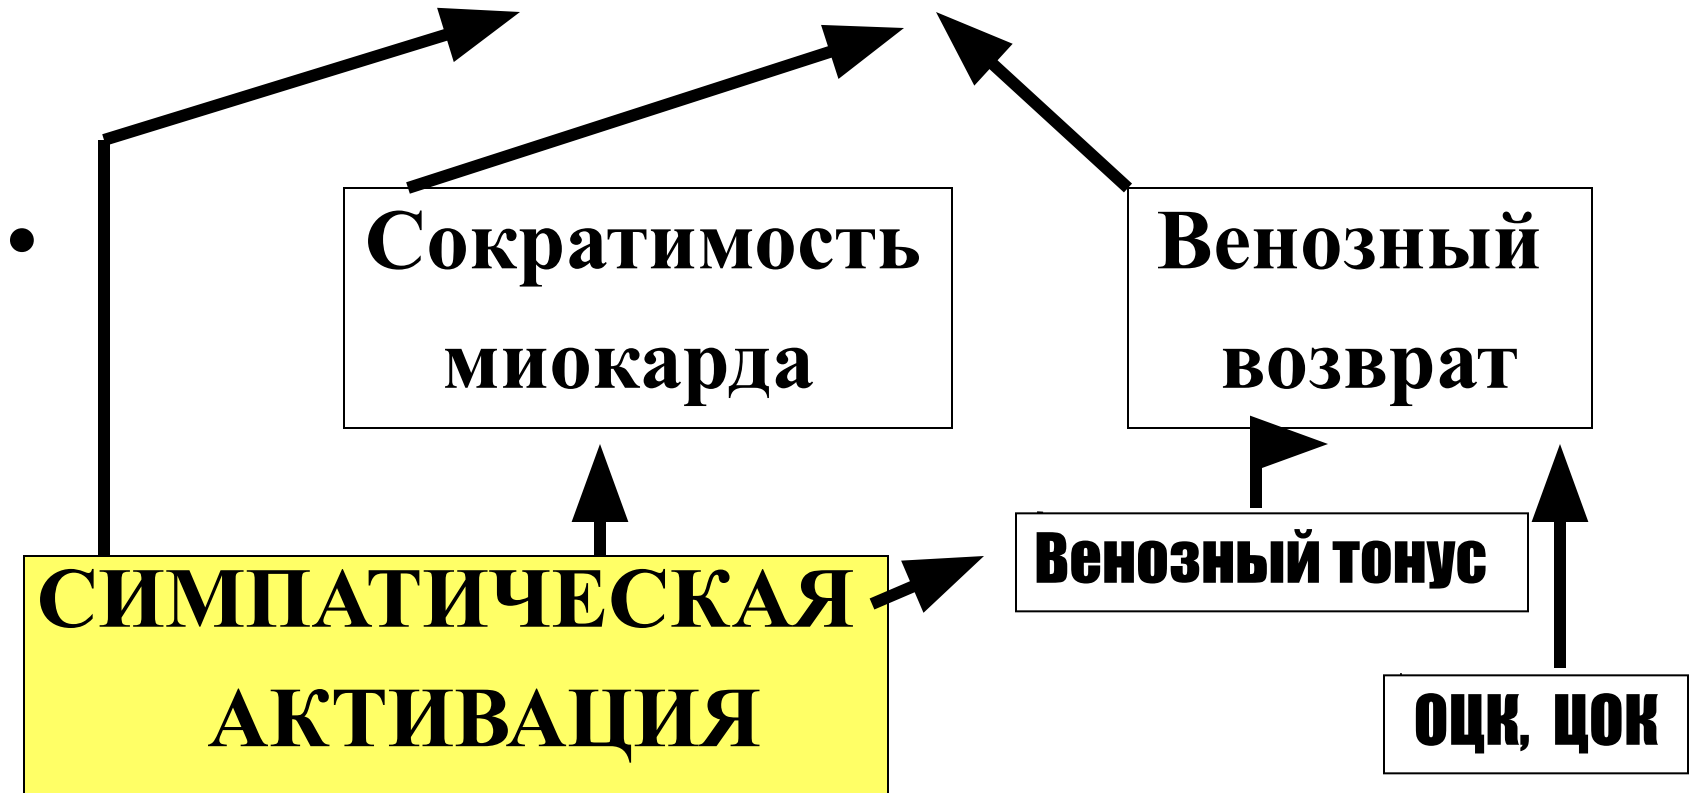 Сократимость
миокарда
Венозный
возврат
Венозный тонус
СИМПАТИЧЕСКАЯ
АКТИВАЦИЯ
ОЦК, ЦОК